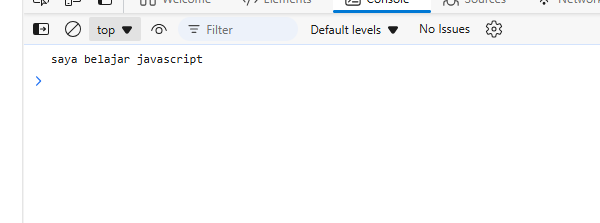 Welcome Elements Console Sources Network
top Filter Default levels No Issues
saya belajar javascript